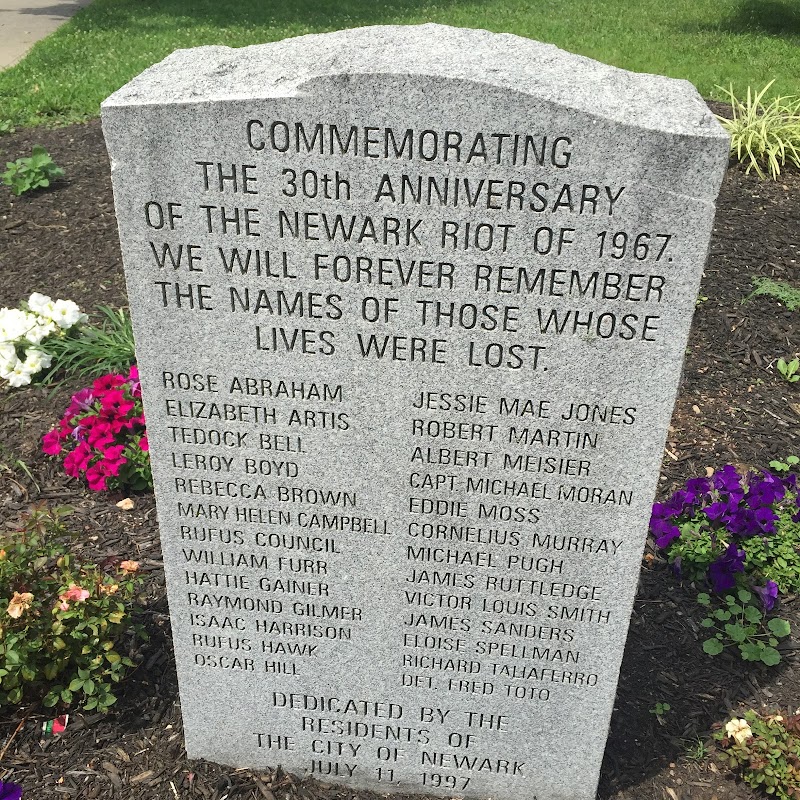 COMMEMORATING
THE 30th ANNIVERSARY
OF THE NEWARK RIOT OF 1967.
WE WILL FOREVER REMEMBER
THE NAMES OF THOSE WHOSE
LIVES WERE LOST.
ROSE ABRAHAM
ELIZABETH ARTIS
TEDOCK BELL
LEROY BOYD
REBECCA BROWN
MARY HELEN CAMPBELL
RUFUS COUNCIL
WILLIAM FURR
HATTIE GAINER
RAYMOND GILMER
ISAAC HARRISON
RUFUS HAWK
OSCAR HILL
JESSIE MAE JONES
ROBERT MARTIN
ALBERT MEISIER
CAPT. MICHAEL MORAN
EDDIE MOSS
CORNELIUS MURRAY
MICHAEL PUGH
JAMES RUTTLEDGE
VICTOR LOUIS SMITH
JAMES SANDERS
ELOISE SPELLMAN
RICHARD TALIAFERRO
DET. FRED TOTO
DEDICATED BY THE
RESIDENTS OF
THE CITY OF NEWARK
JULY 11, 1997